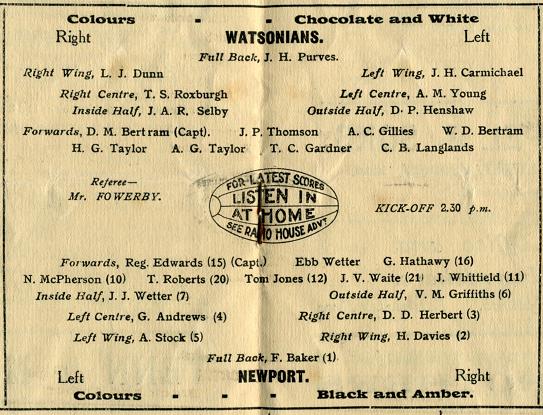 Colours - - Chocolate and White
Right WATSONIANS. Left
Full Back, J. H. Purves.
Right Wing, L. J. Dunn Left Wing, J. H. Carmichael
Right Centre, T. S. Roxburgh Left Centre, A. M. Young
Inside Half, J. A. R. Selby Outside Half, D. P. Henshaw
Forwards, D. M. Bertram (Capt). J. P. Thomson A. C. Gillies W. D. Bertram
H. G. Taylor A. G. Taylor T. C. Gardner C. B. Langlands
Referee—
Mr. FOWERBY.
FOR LATEST SCORES
LISTEN IN
AT HOME
SEE RADIO HOUSE ADVT
KICK-OFF 2.30 p.m.
Forwards, Reg. Edwards (15) (Capt.) Ebb Wetter G. Hathawy (16)
N. McPherson (10) T. Roberts (20) Tom Jones (12) J. V. Waite (21) J. Whittield (11)
Inside Half, J. J. Wetter (7) Outside Half, V. M. Griffiths (6)
Left Centre, G. Andrews (4) Right Centre, D. D. Herbert (3)
Left Wing, A. Stock (5) Right Wing, H. Davies (2)
Full Back, F. Baker (1)
Left NEWPORT. Right
Colours - - - Black and Amber.